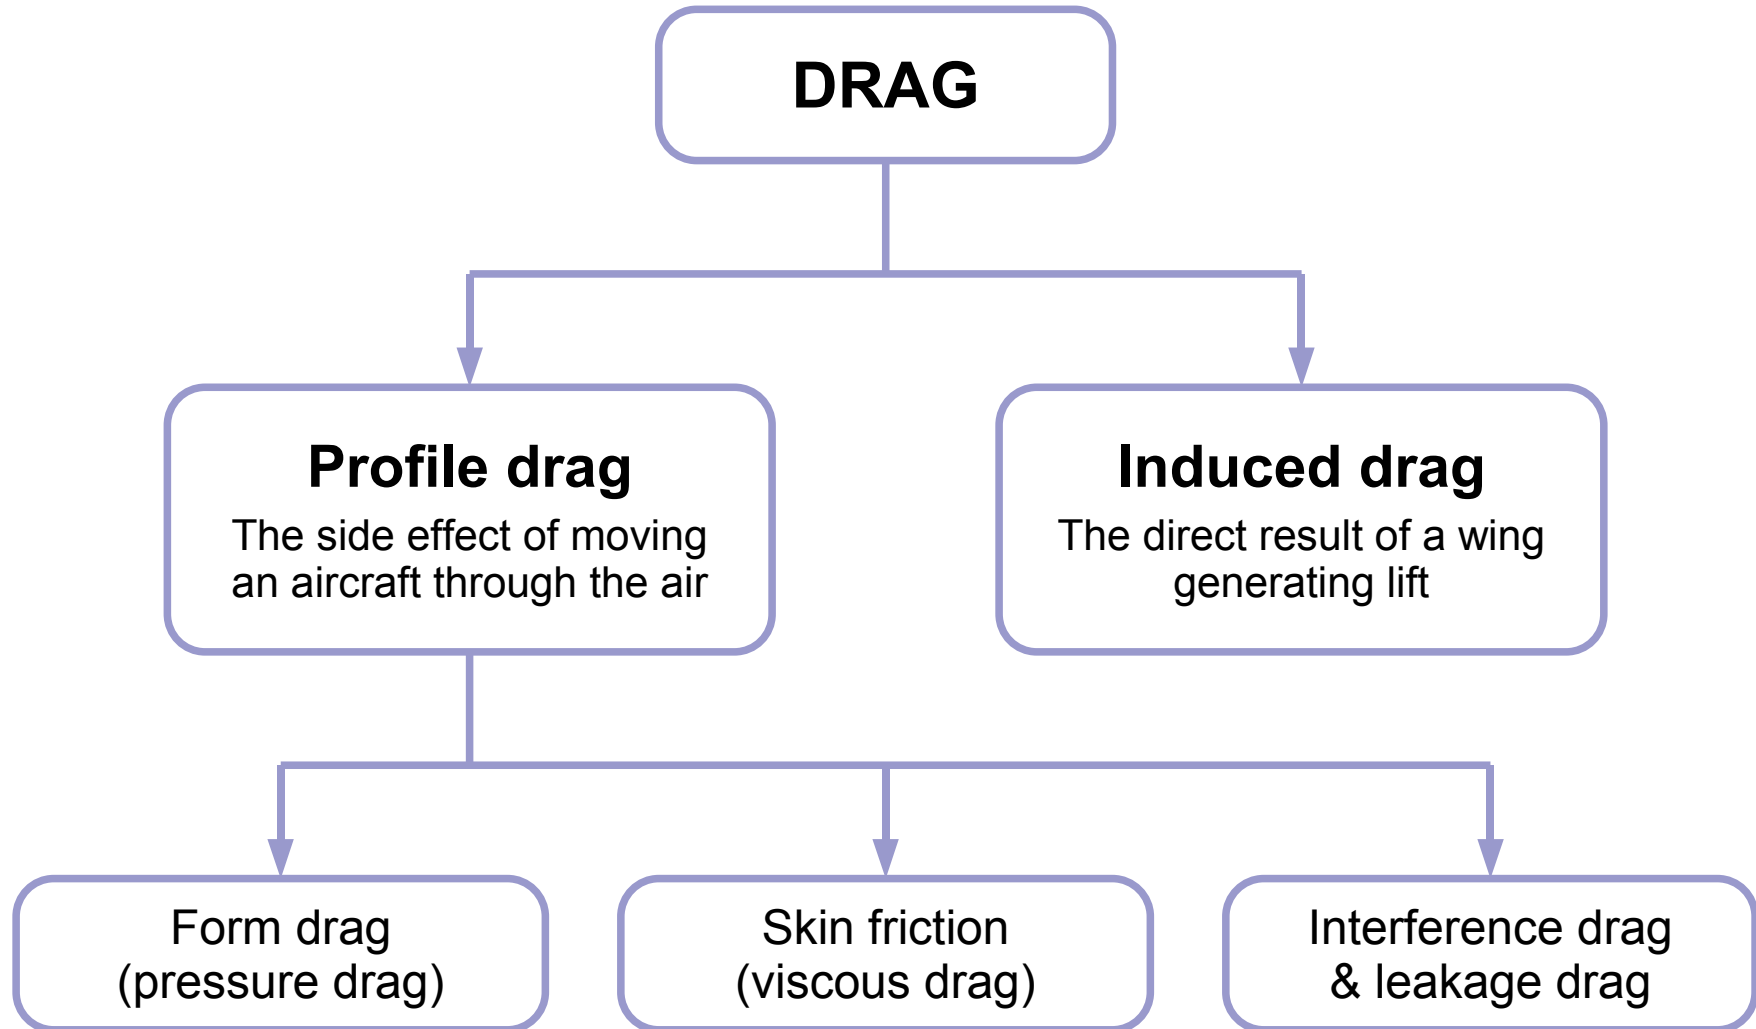 DRAG
Profile drag
The side effect of moving
an aircraft through the air
Induced drag
The direct result of a wing
generating lift
Form drag
(pressure drag)
Skin friction
(viscous drag)
Interference drag
& leakage drag